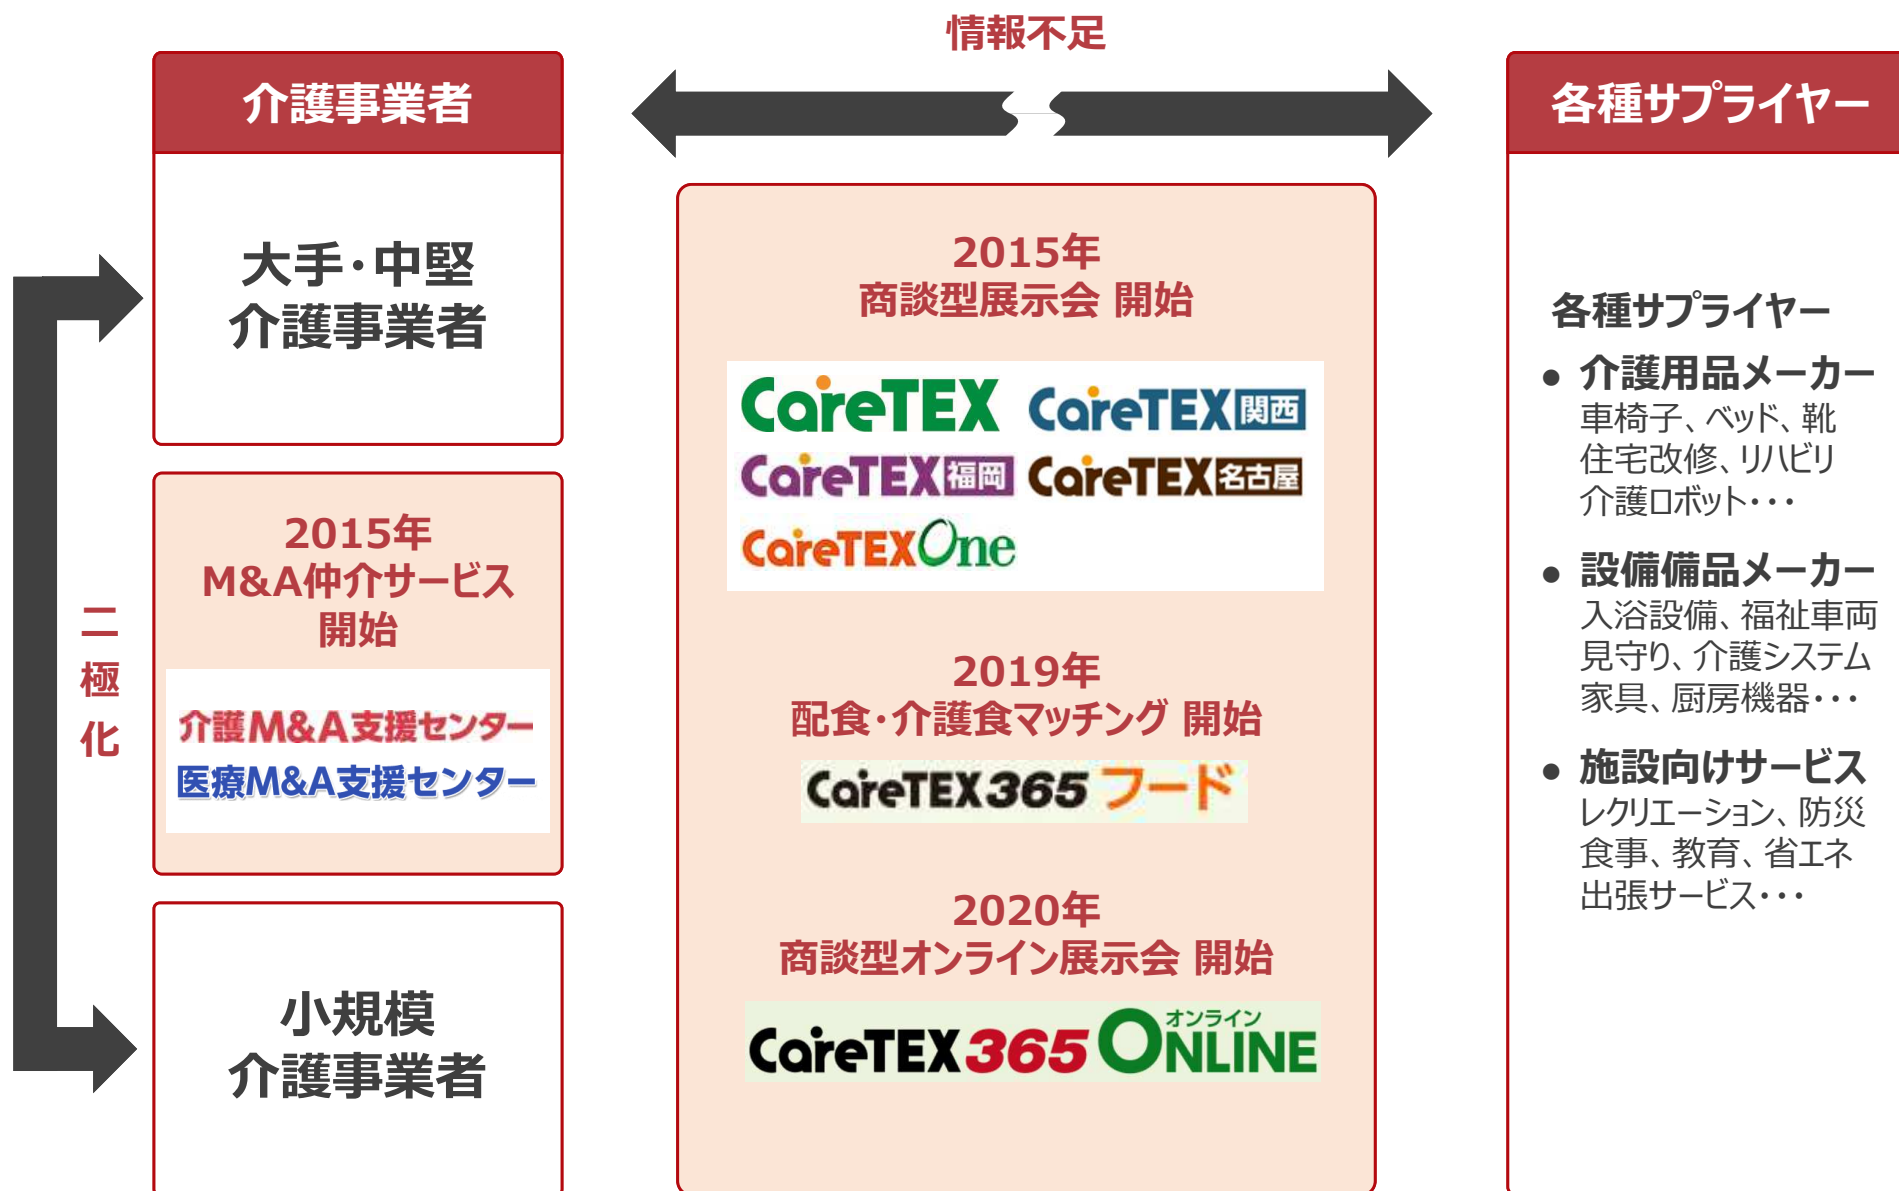 情報不足
介護事業者
大手・中堅
介護事業者
二極化
2015年
M&A仲介サービス
開始
介護M&A支援センター
医療M&A支援センター
小規模
介護事業者
2015年
商談型展示会 開始
CareTEX CareTEX関西
CareTEX福岡 CareTEX名古屋
CareTEXOne
2019年
配食・介護食マッチング 開始
CareTEX365 フード
2020年
商談型オンライン展示会 開始
オンライン
CareTEX365 ONLINE
各種サプライヤー
各種サプライヤー
● 介護用品メーカー
車椅子、ベッド、靴
住宅改修、リハビリ
介護ロボット・・・
● 設備備品メーカー
入浴設備、福祉車両
見守り、介護システム
家具、厨房機器・・・
● 施設向けサービス
レクリエーション、防災
食事、教育、省エネ
出張サービス・・・